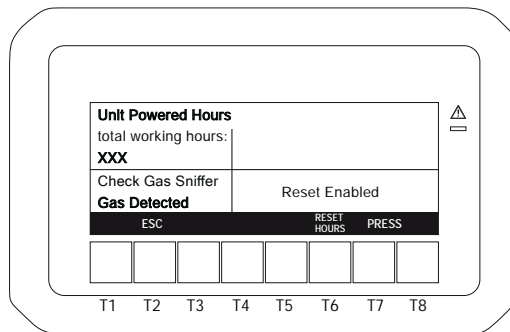 Unit Powered Hours
total working hours:
XXX
Check Gas Sniffer
Gas Detected
Reset Enabled
ESC
RESET
HOURS
PRESS
T1 T2 T3 T4 T5 T6 T7 T8